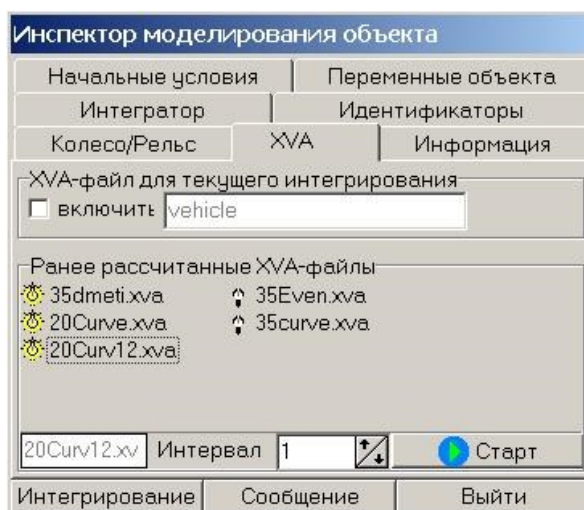 Инспектор моделирования объекта
Начальные условия Переменные объекта
Интегратор Идентификаторы
Колесо/Рельс XVA Информация
XVA-файл для текущего интегрирования
включить vehicle
Ранее рассчитанные XVA-файлы
35dmeti.xva 35Even.xva
20Curve.xva 35curve.xva
20Curv12.xva
20Curv12.xv Интервал 1 Старт
Интегрирование Сообщение Выйти